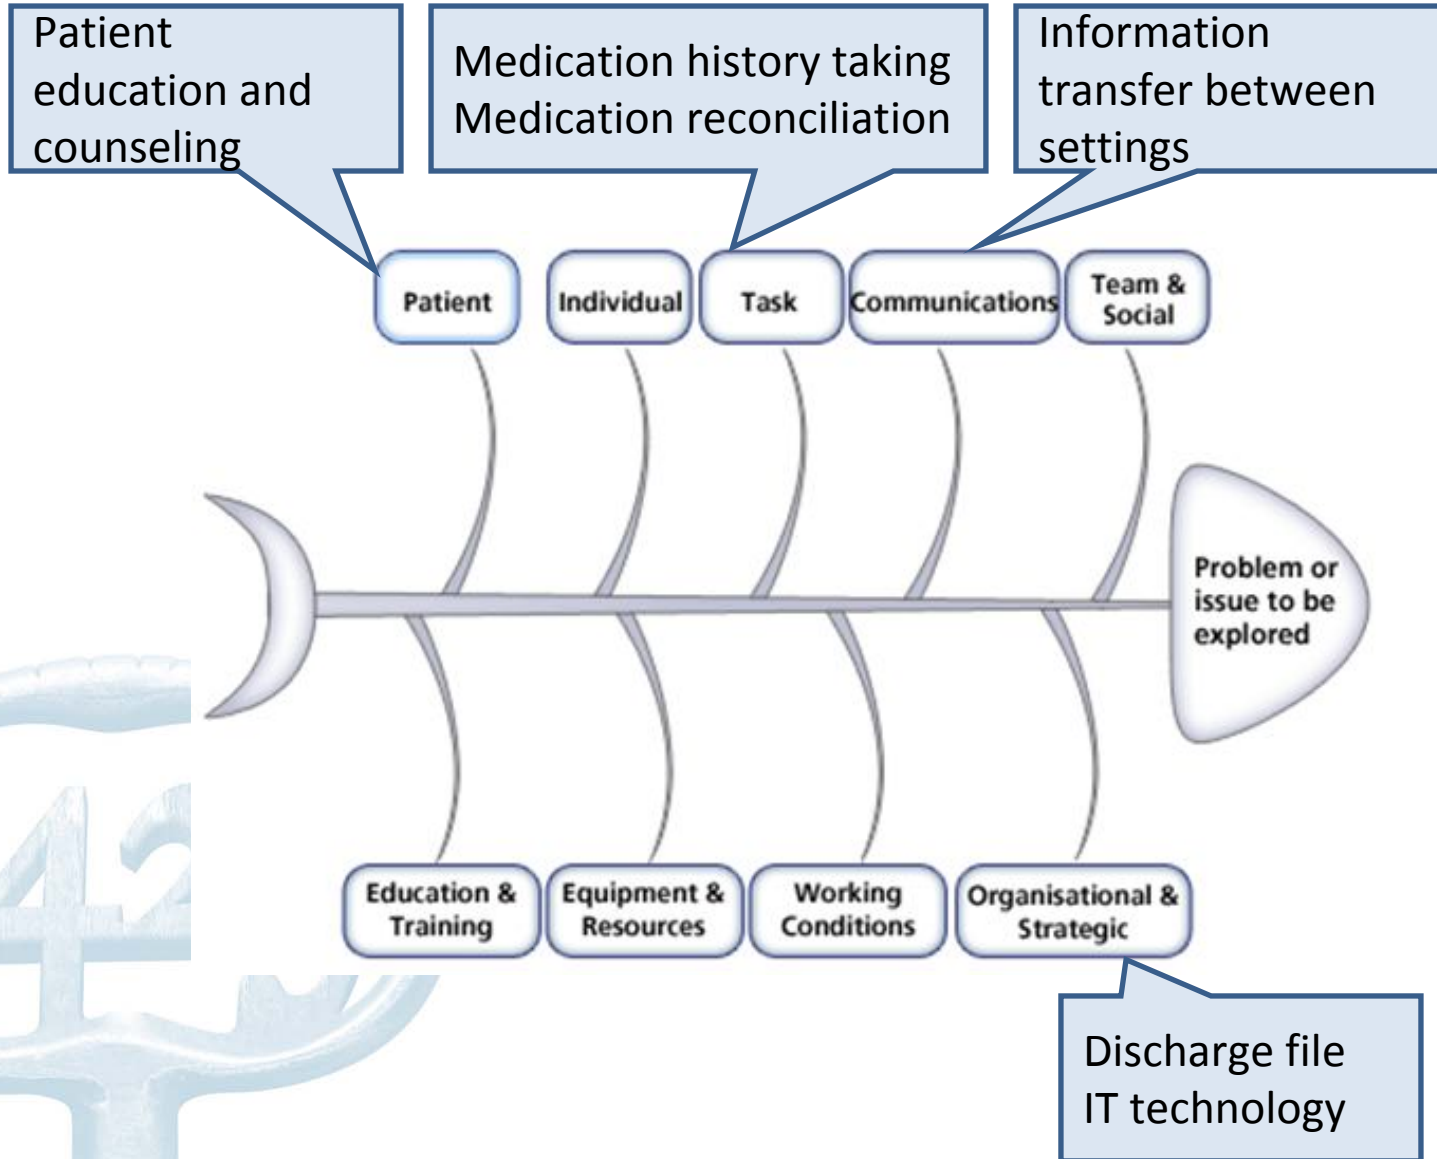 Patient
education and
counseling
Medication history taking
Medication reconciliation
Information
transfer between
settings
Patient
Individual
Task
Communications
Team &
Social
Problem or
issue to be
explored
Education &
Training
Equipment &
Resources
Working
Conditions
Organisational &
Strategic
Discharge file
IT technology
42